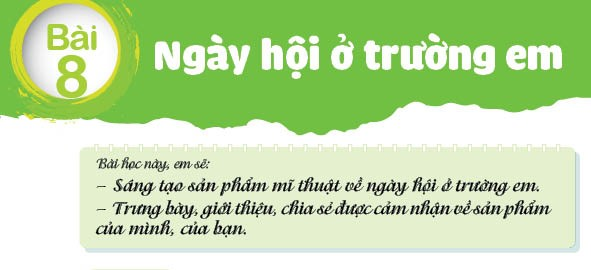 Bài
8
Ngày hội ở trường em
Bài học này, em sẽ:
– Sáng tạo sản phẩm mĩ thuật về ngày hội ở trường em.
– Trưng bày, giới thiệu, chia sẻ được cảm nhận về sản phẩm
của mình, của bạn.